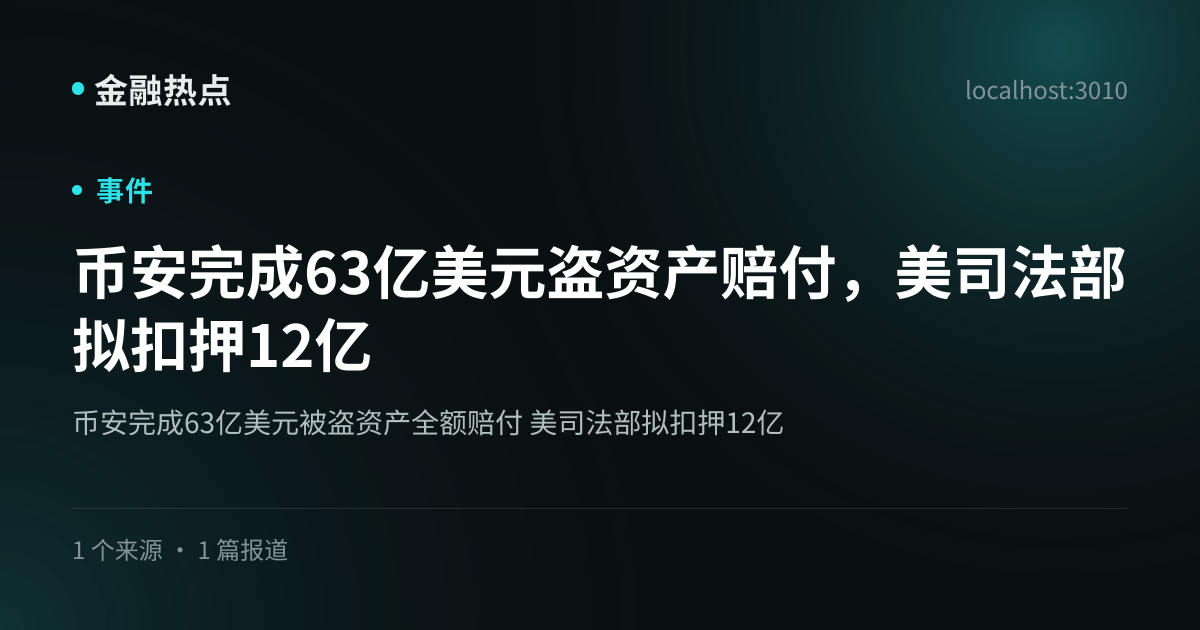 金融热点
localhost:3010
事件
币安完成63亿美元盗资产赔付，美司法部
拟扣押12亿
币安完成63亿美元被盗资产全额赔付 美司法部拟扣押12亿
1 个来源 · 1 篇报道